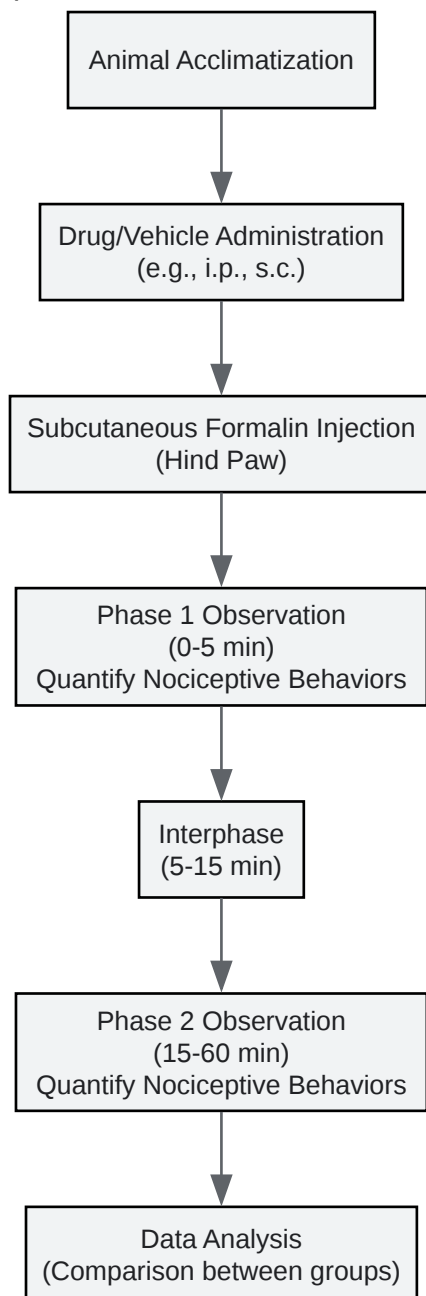 Animal Acclimatization
Drug/Vehicle Administration
(e.g., i.p., s.c.)
Subcutaneous Formalin Injection
(Hind Paw)
Phase 1 Observation
(0-5 min)
Quantify Nociceptive Behaviors
Interphase
(5-15 min)
Phase 2 Observation
(15-60 min)
Quantify Nociceptive Behaviors
Data Analysis
(Comparison between groups)